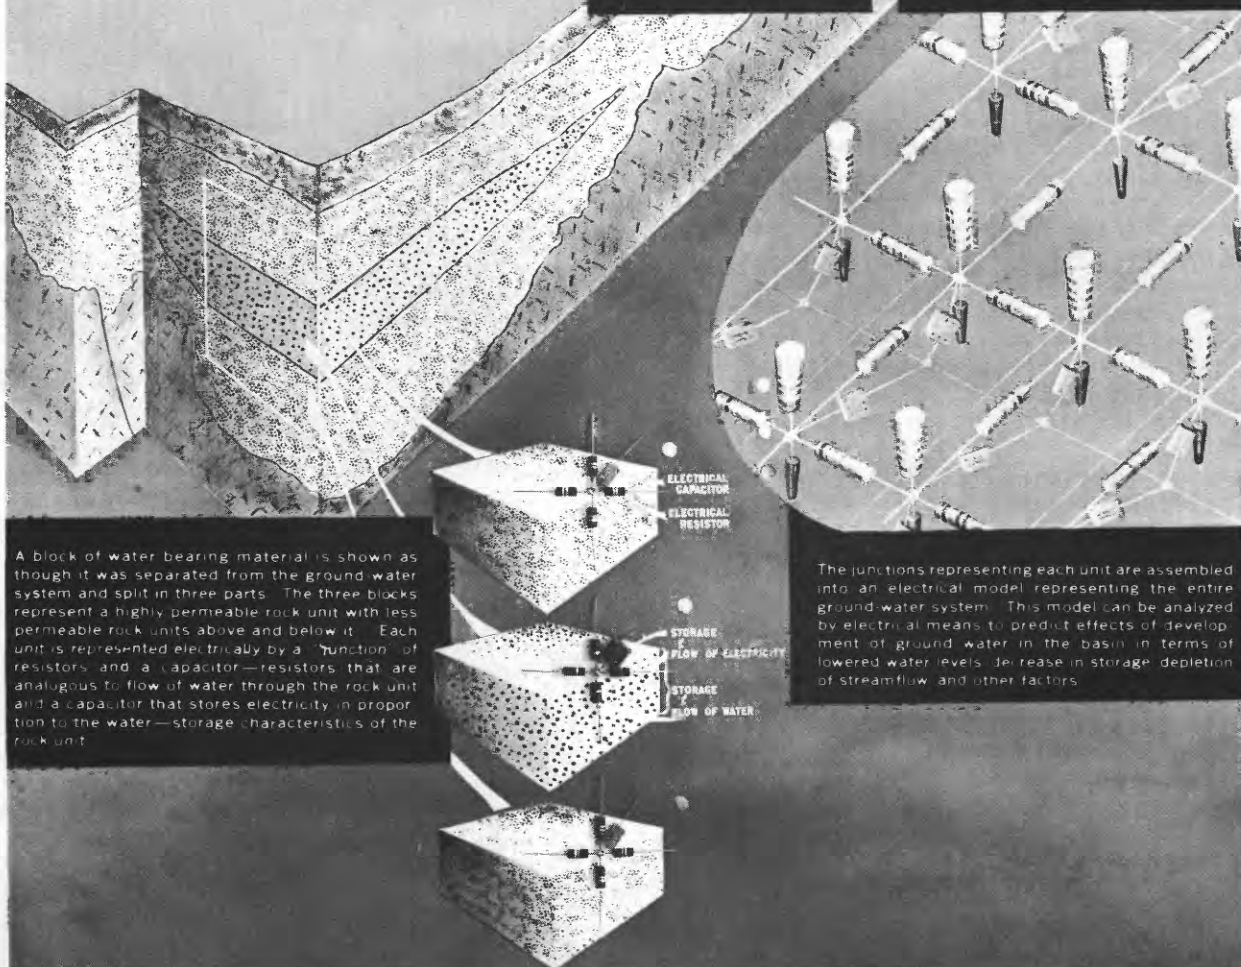 A block of water bearing material is shown as
though it was separated from the ground water
system and split in three parts The three blocks
represent a highly permeable rock unit with less
permeable rock units above and below it Each
unit is represented electrically by a "junction" of
resistors and a capacitor—resistors that are
analogous to flow of water through the rock unit
and a capacitor that stores electricity in propor
tion to the water—storage characteristics of the
rock unit
ELECTRICAL
CAPACITOR
ELECTRICAL
RESISTOR
STORAGE
&
FLOW OF ELECTRICITY
STORAGE
&
FLOW OF WATER
The junctions representing each unit are assembled
into an electrical model representing the entire
ground-water system This model can be analyzed
by electrical means to predict effects of develop-
ment of ground water in the basin in terms of
lowered water levels decrease in storage depletion
of streamflow and other factors